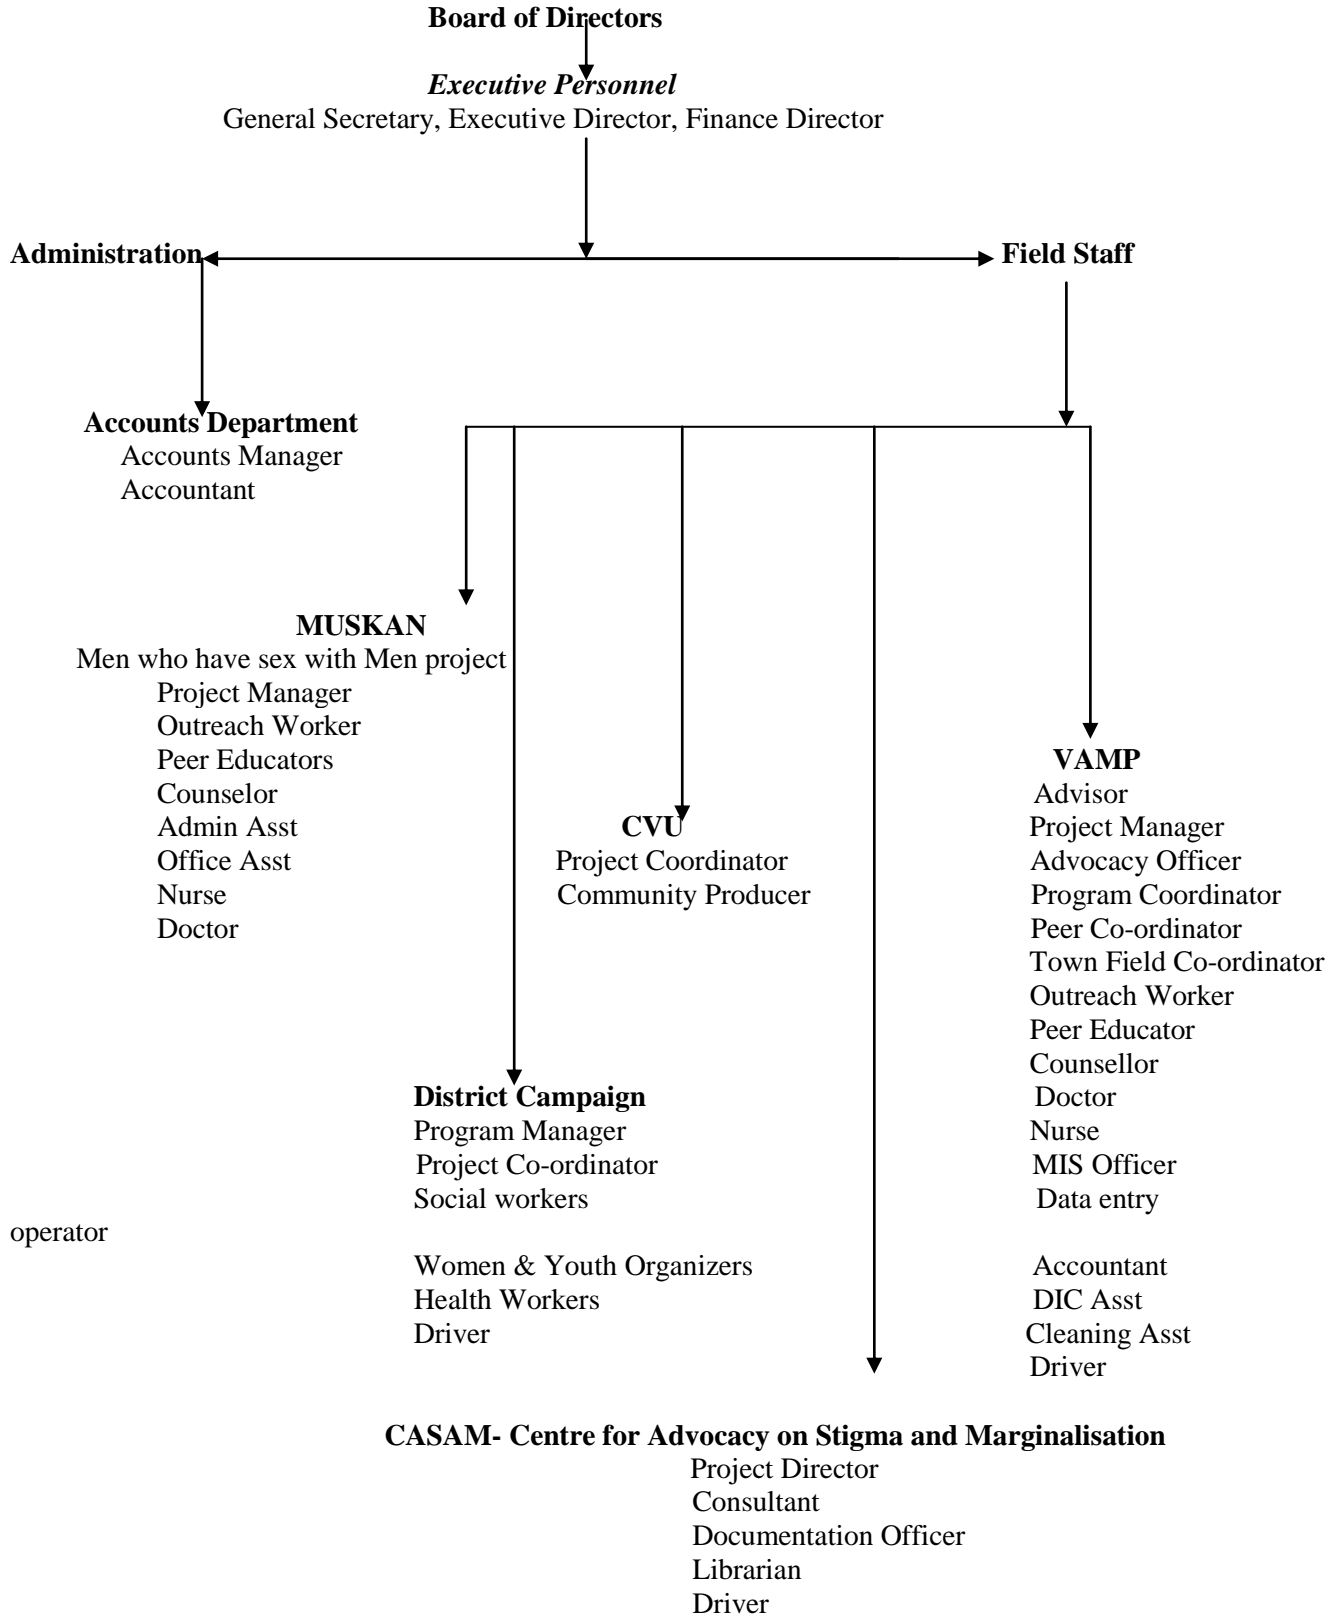 Board of Directors
Executive Personnel
General Secretary, Executive Director, Finance Director
Administration
Field Staff
Accounts Department
Accounts Manager
Accountant
MUSKAN
Men who have sex with Men project
Project Manager
Outreach Worker
Peer Educators
Counselor
Admin Asst
Office Asst
Nurse
Doctor
CVU
Project Coordinator
Community Producer
VAMP
Advisor
Project Manager
Advocacy Officer
Program Coordinator
Peer Co-ordinator
Town Field Co-ordinator
Outreach Worker
Peer Educator
Counsellor
Doctor
Nurse
MIS Officer
Data entry
operator
Accountant
DIC Asst
Cleaning Asst
Driver
District Campaign
Program Manager
Project Co-ordinator
Social workers
Women & Youth Organizers
Health Workers
Driver
CASAM- Centre for Advocacy on Stigma and Marginalisation
Project Director
Consultant
Documentation Officer
Librarian
Driver